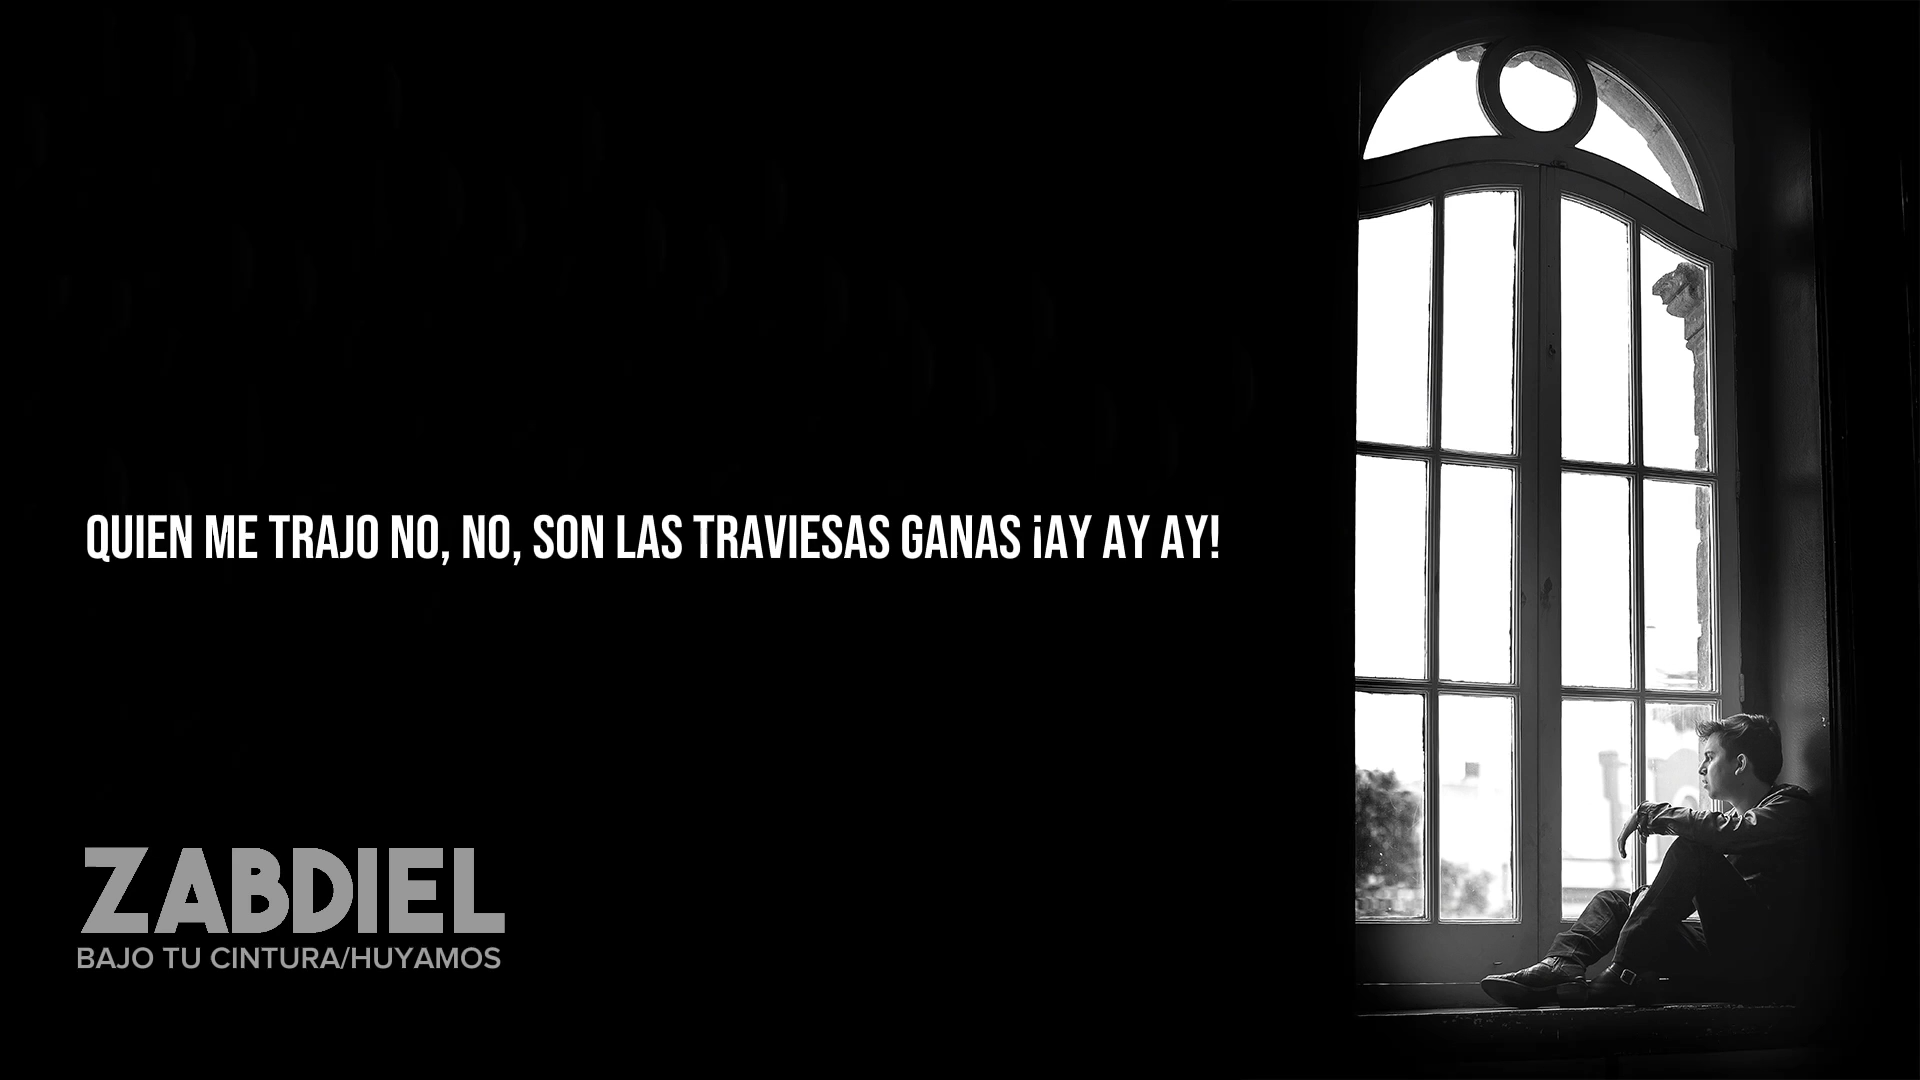 QUIEN ME TRAJO NO, NO, SON LAS TRAVIESAS GANAS ¡AY AY AY!
ZABDIEL
BAJO TU CINTURA/HUYAMOS